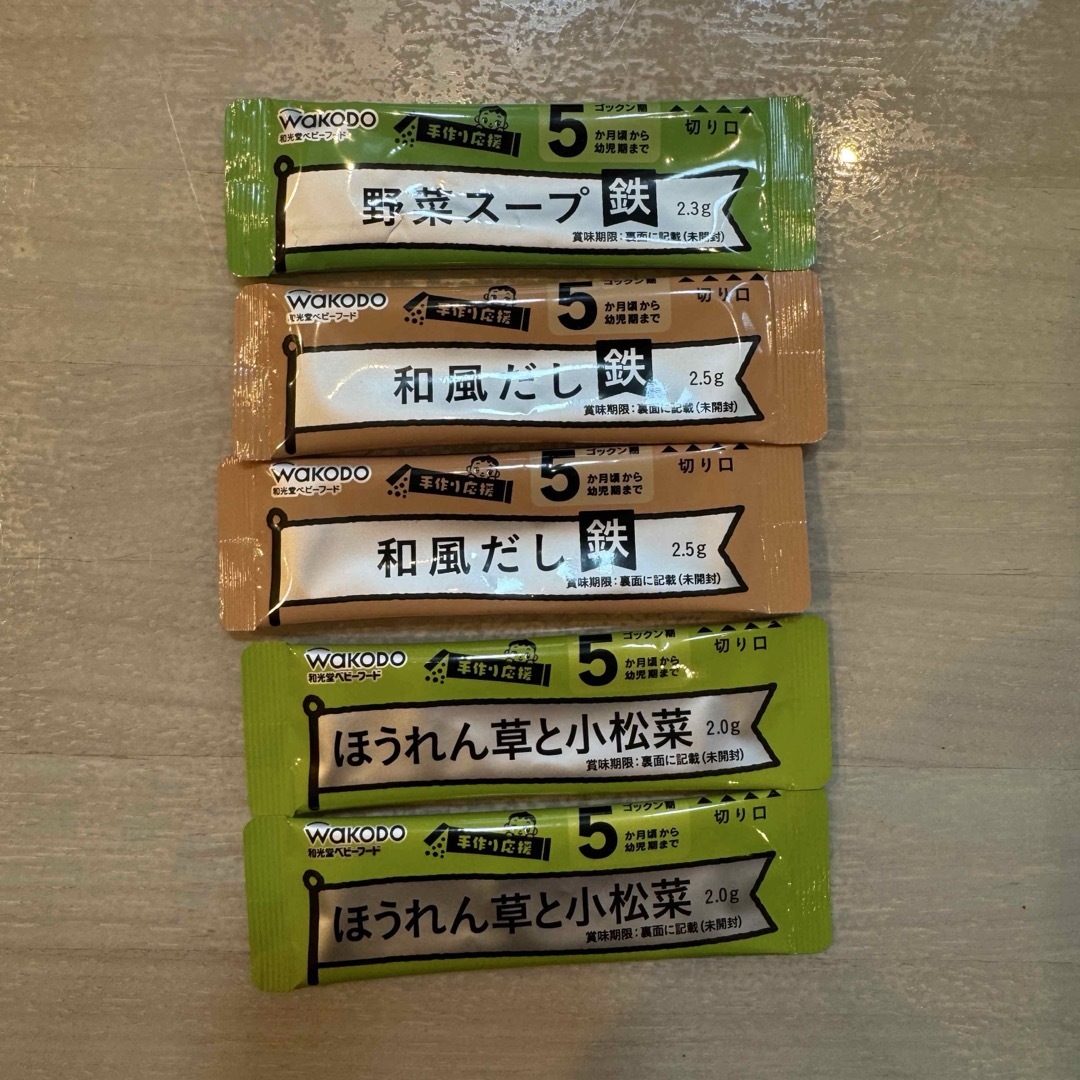 WaKODO
和光堂ベビーフード
手作り応援
5
ゴックン期
か月頃から
幼児期まで
切り口
野菜スープ 鉄 2.3g
賞味期限:裏面に記載(未開封)
WaKODO
和光堂ベビーフード
手作り応援
5
ゴックン期
か月頃から
幼児期まで
切り口
和風だし 鉄 2.5g
賞味期限:裏面に記載(未開封)
WaKODO
和光堂ベビーフード
手作り応援
5
ゴックン期
か月頃から
幼児期まで
切り口
和風だし 鉄 2.5g
賞味期限:裏面に記載(未開封)
WaKODO
和光堂ベビーフード
手作り応援
5
ゴックン期
か月頃から
幼児期まで
切り口
ほうれん草と小松菜 2.0g
賞味期限:裏面に記載(未開封)
WaKODO
和光堂ベビーフード
手作り応援
5
ゴックン期
か月頃から
幼児期まで
切り口
ほうれん草と小松菜 2.0g
賞味期限:裏面に記載(未開封)